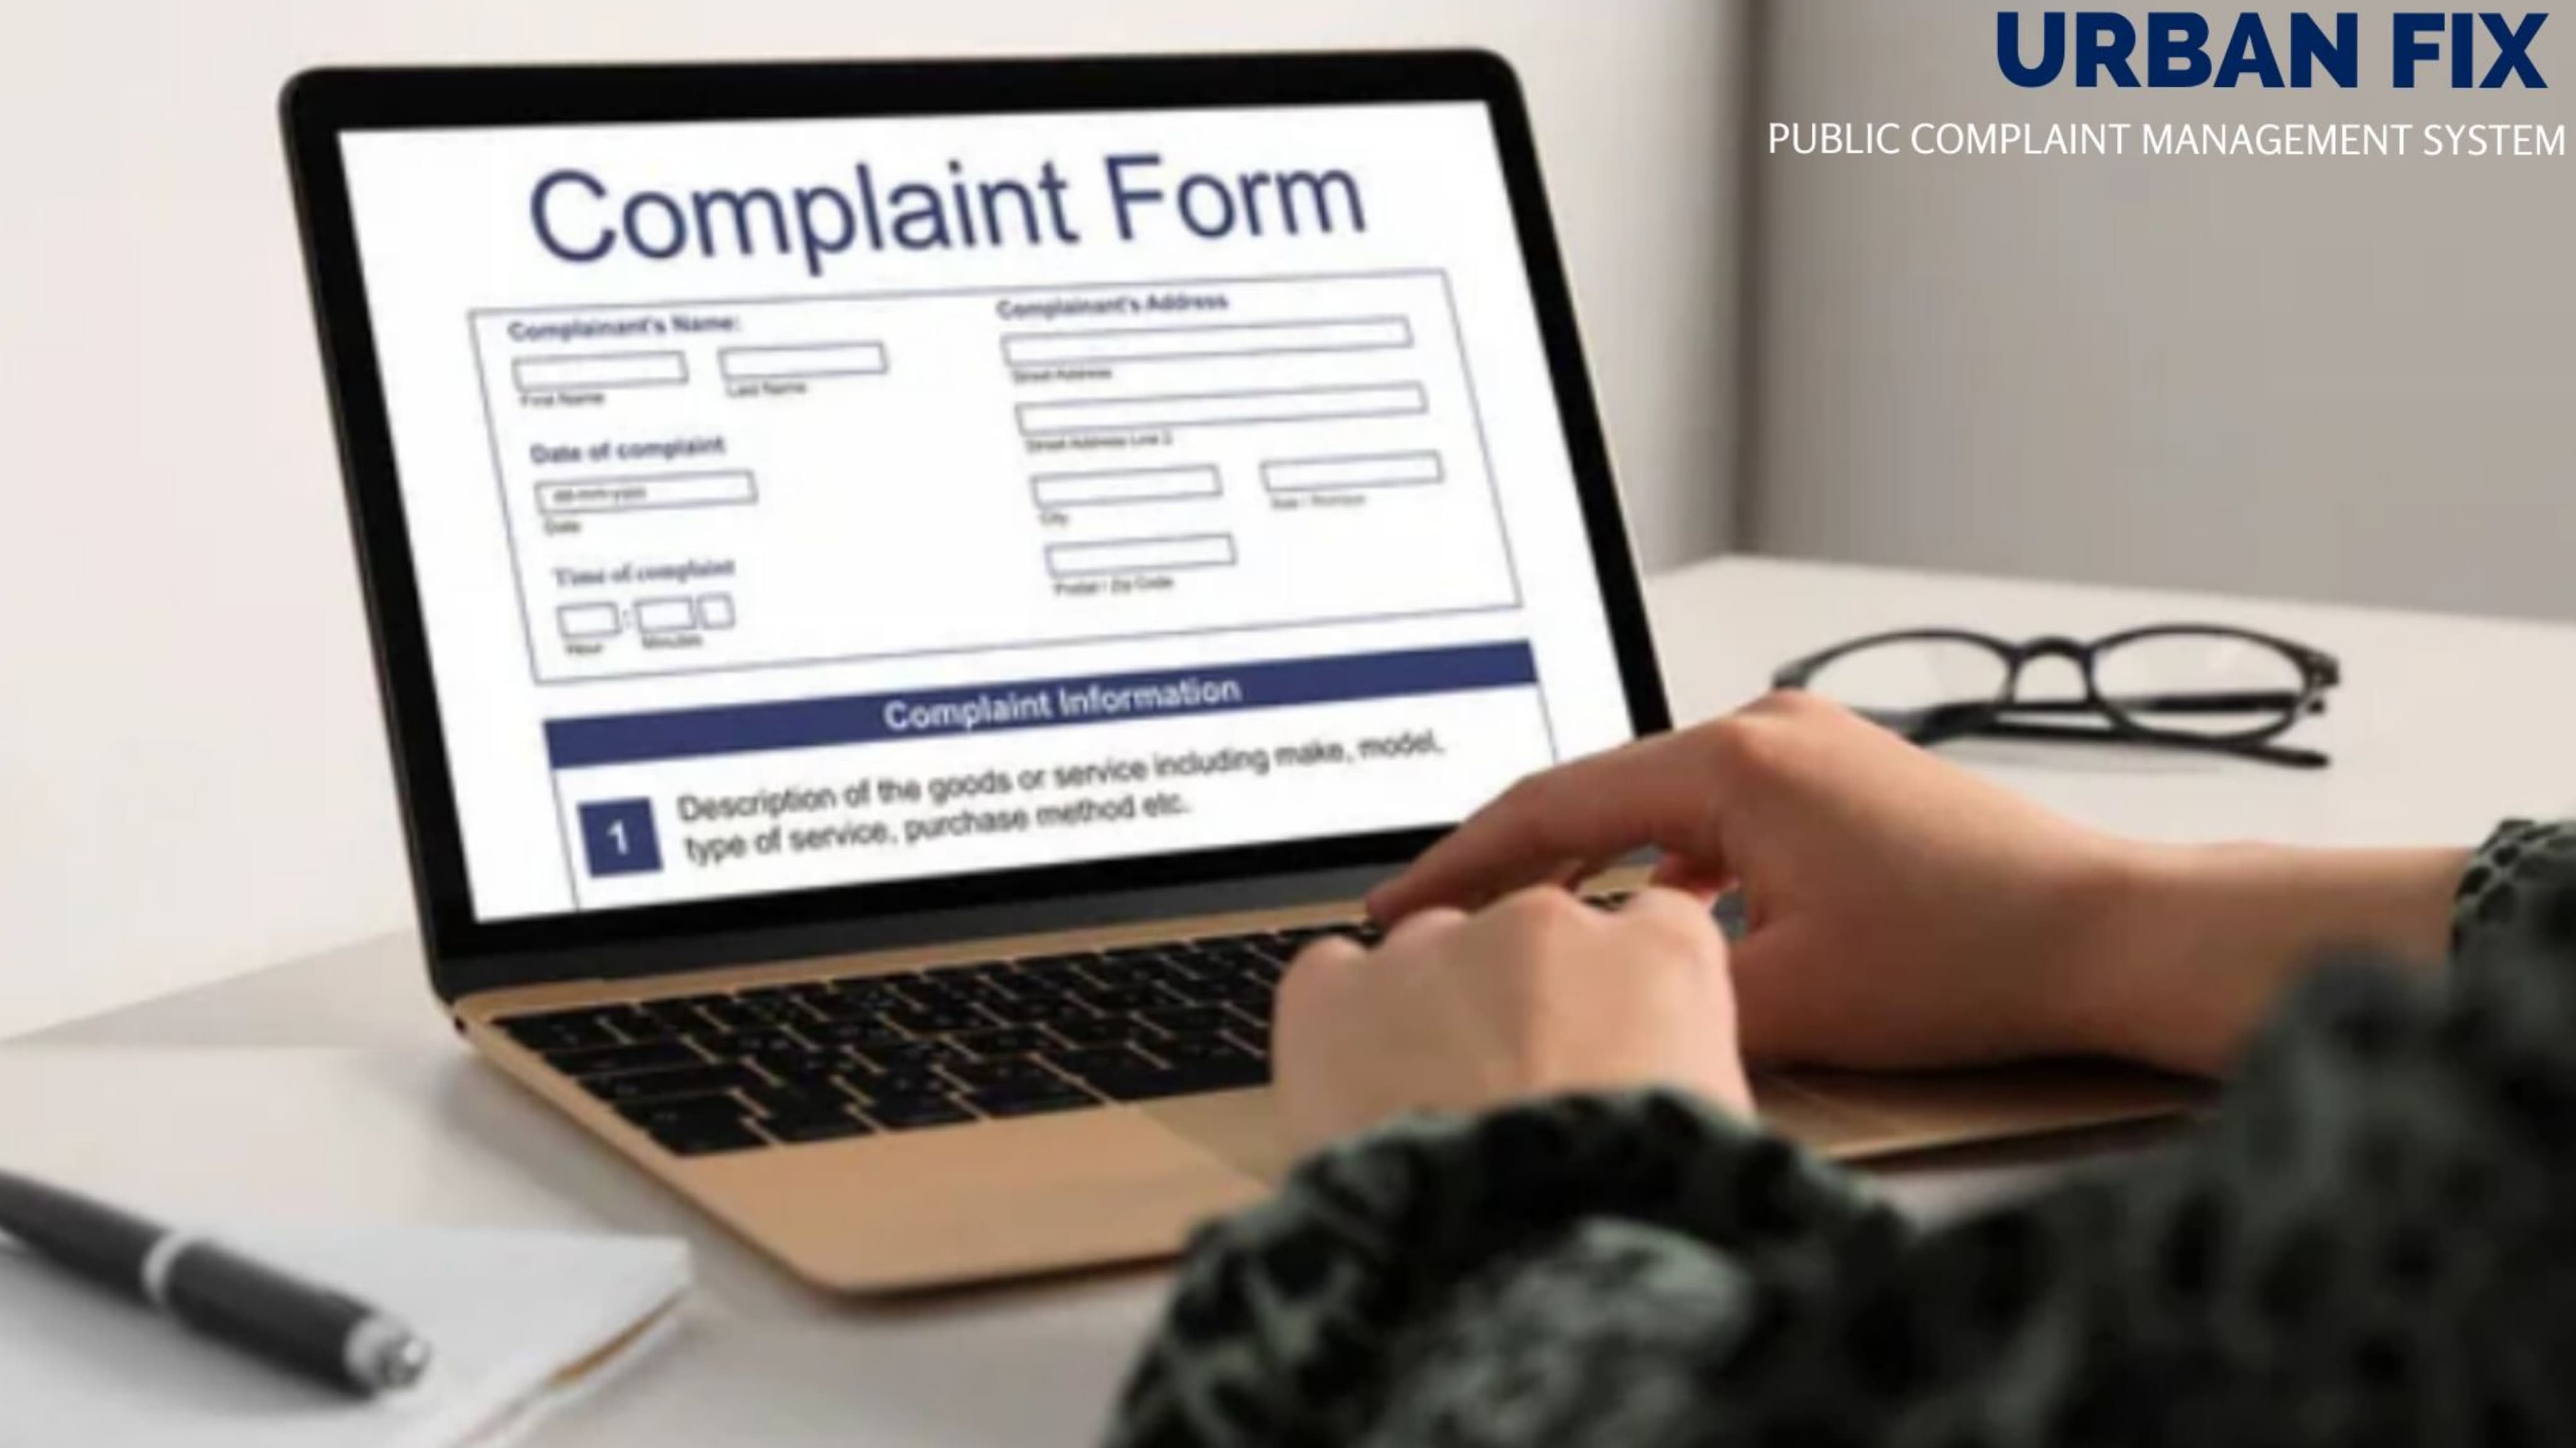 URBAN FIX
PUBLIC COMPLAINT MANAGEMENT SYSTEM
Complaint Form
Complainant's Name:
First Name
Last Name
Date of complaint
dd-mm-yyyy
Date
Time of complaint
Hour
Minutes
Complainant's Address
Street Address
Street Address Line 2
City
Postal / Zip Code
Complaint Information
1
Description of the goods or service including make, model,
type of service, purchase method etc.